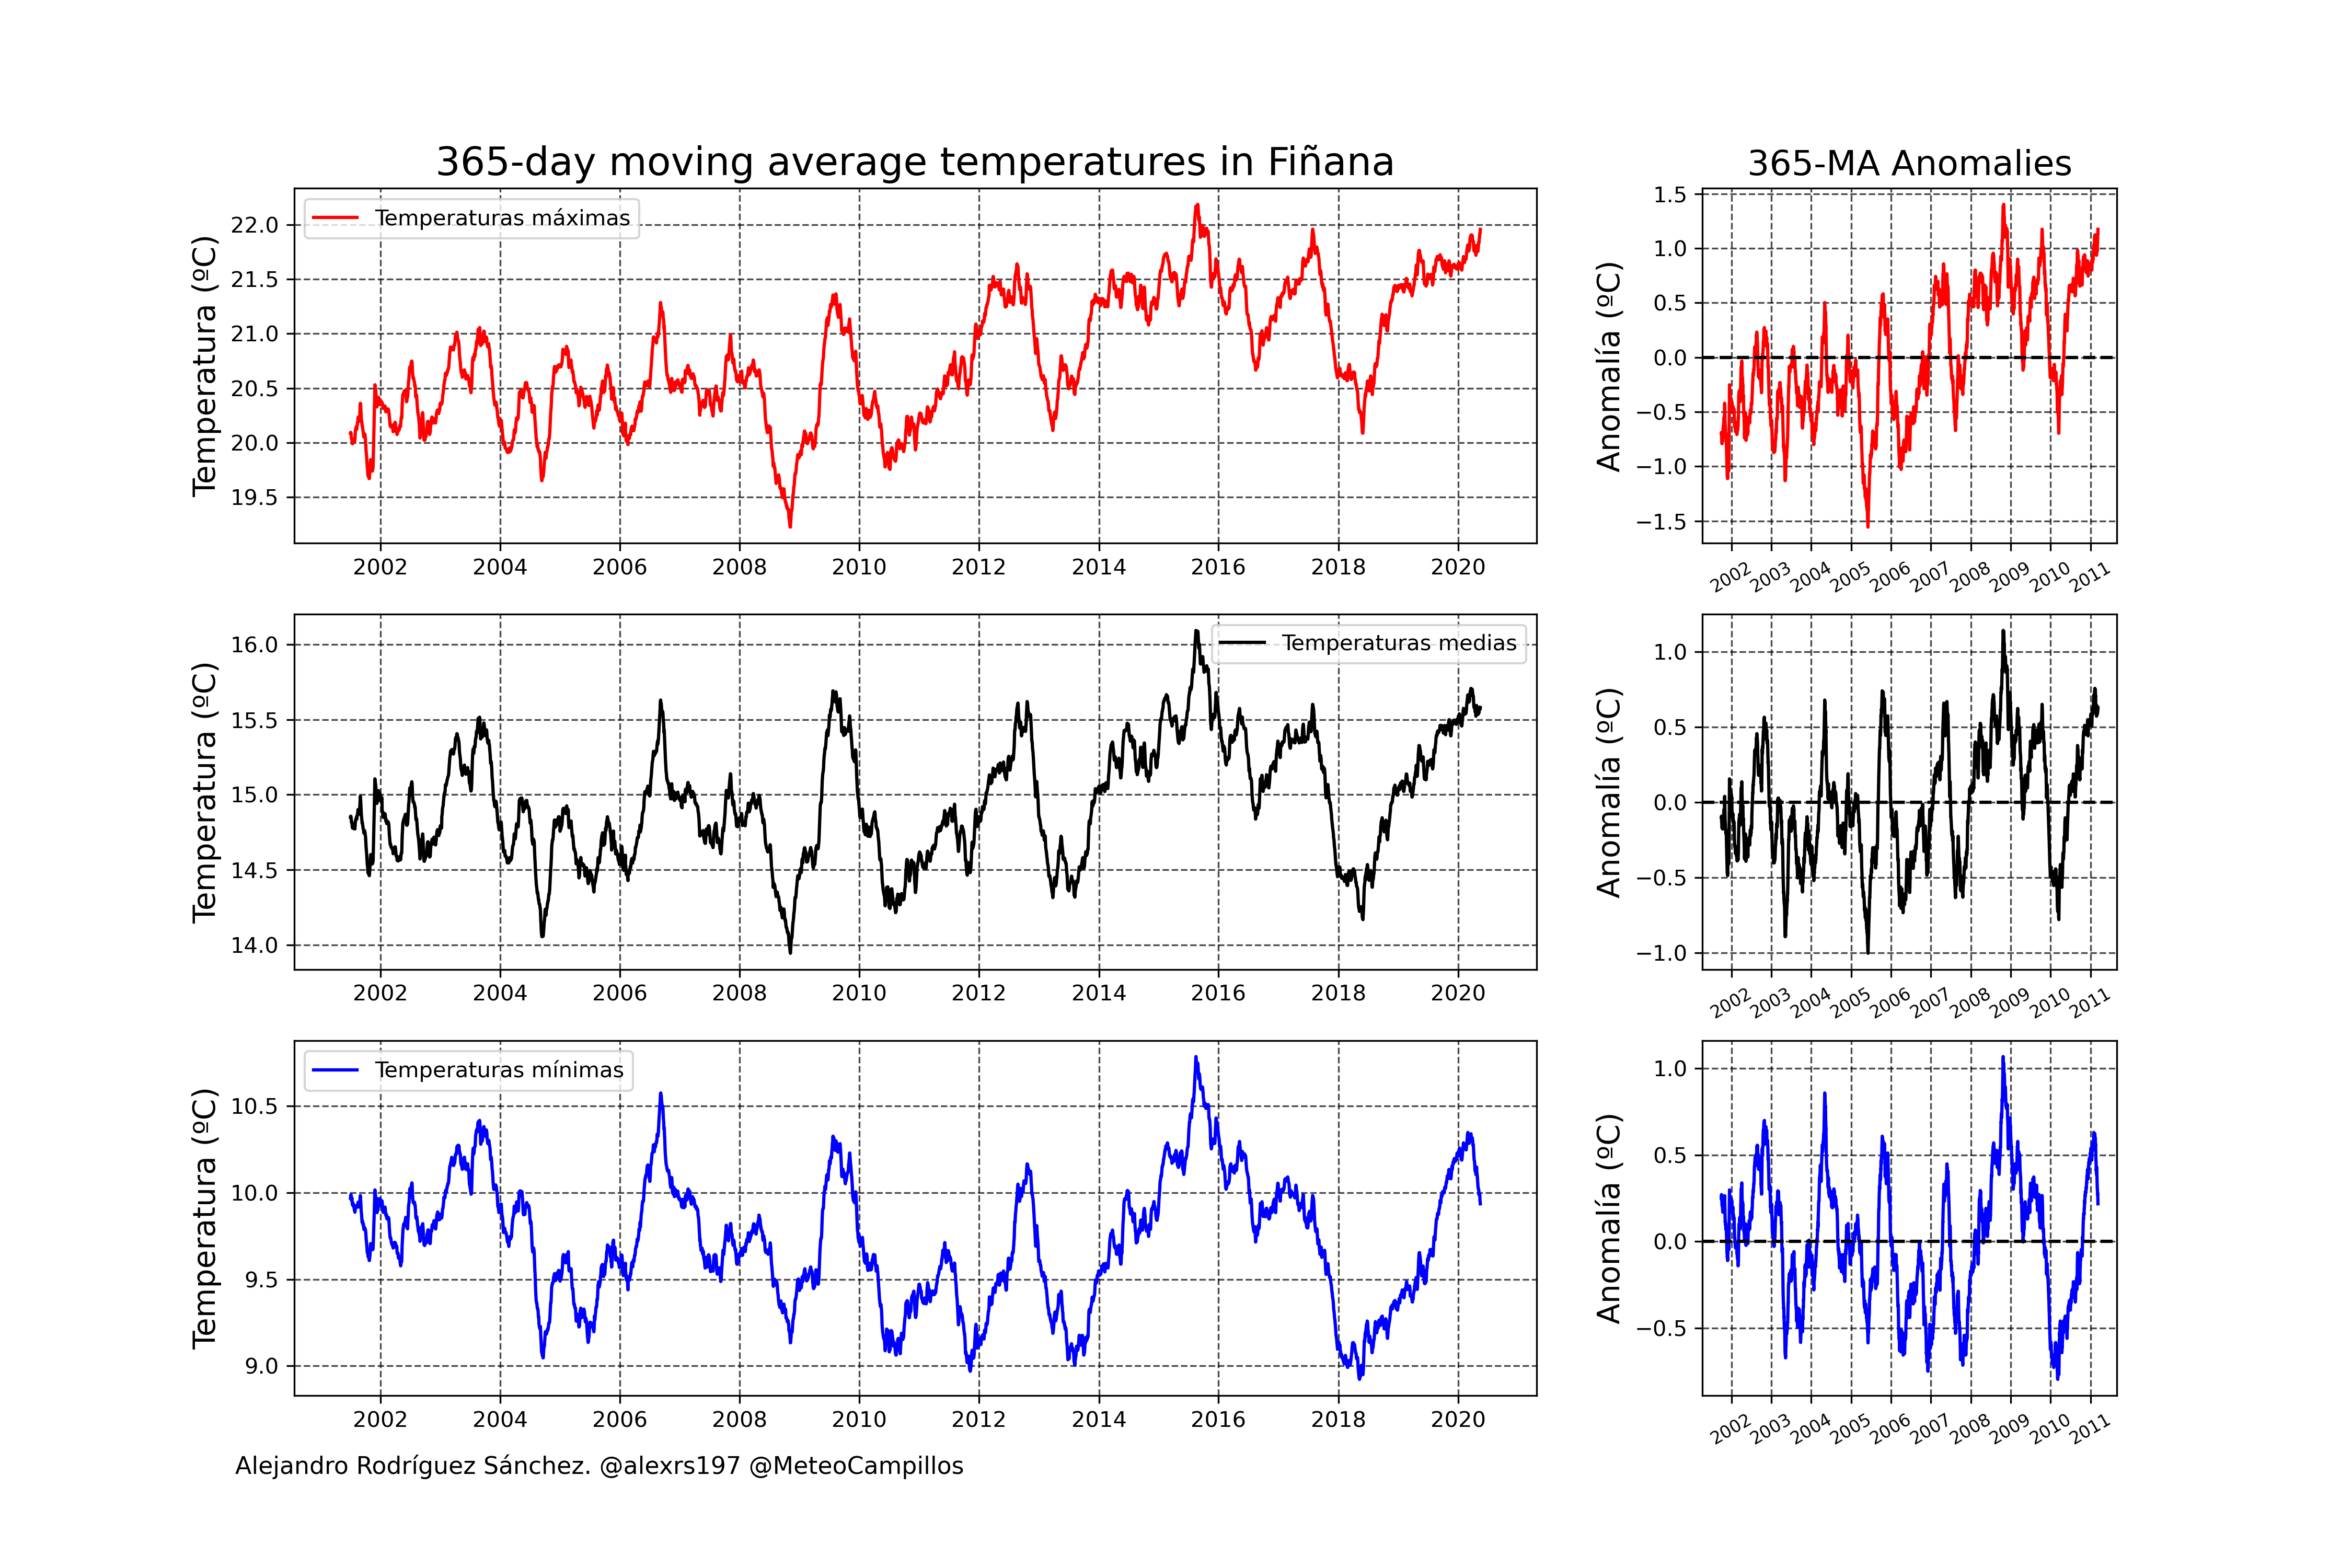 365-day moving average temperatures in Fiñana
365-MA Anomalies
Temperatura (ºC)
22.0
21.5
21.0
20.5
20.0
19.5
Temperaturas máximas
2002 2004 2006 2008 2010 2012 2014 2016 2018 2020
Anomalía (ºC)
1.5
1.0
0.5
0.0
−0.5
−1.0
−1.5
2002 2003 2004 2005 2006 2007 2008 2009 2010 2011
Temperatura (ºC)
16.0
15.5
15.0
14.5
14.0
Temperaturas medias
2002 2004 2006 2008 2010 2012 2014 2016 2018 2020
Anomalía (ºC)
1.0
0.5
0.0
−0.5
−1.0
2002 2003 2004 2005 2006 2007 2008 2009 2010 2011
Temperatura (ºC)
10.5
10.0
9.5
9.0
Temperaturas mínimas
2002 2004 2006 2008 2010 2012 2014 2016 2018 2020
Anomalía (ºC)
1.0
0.5
0.0
−0.5
2002 2003 2004 2005 2006 2007 2008 2009 2010 2011
Alejandro Rodríguez Sánchez. @alexrs197 @MeteoCampillos